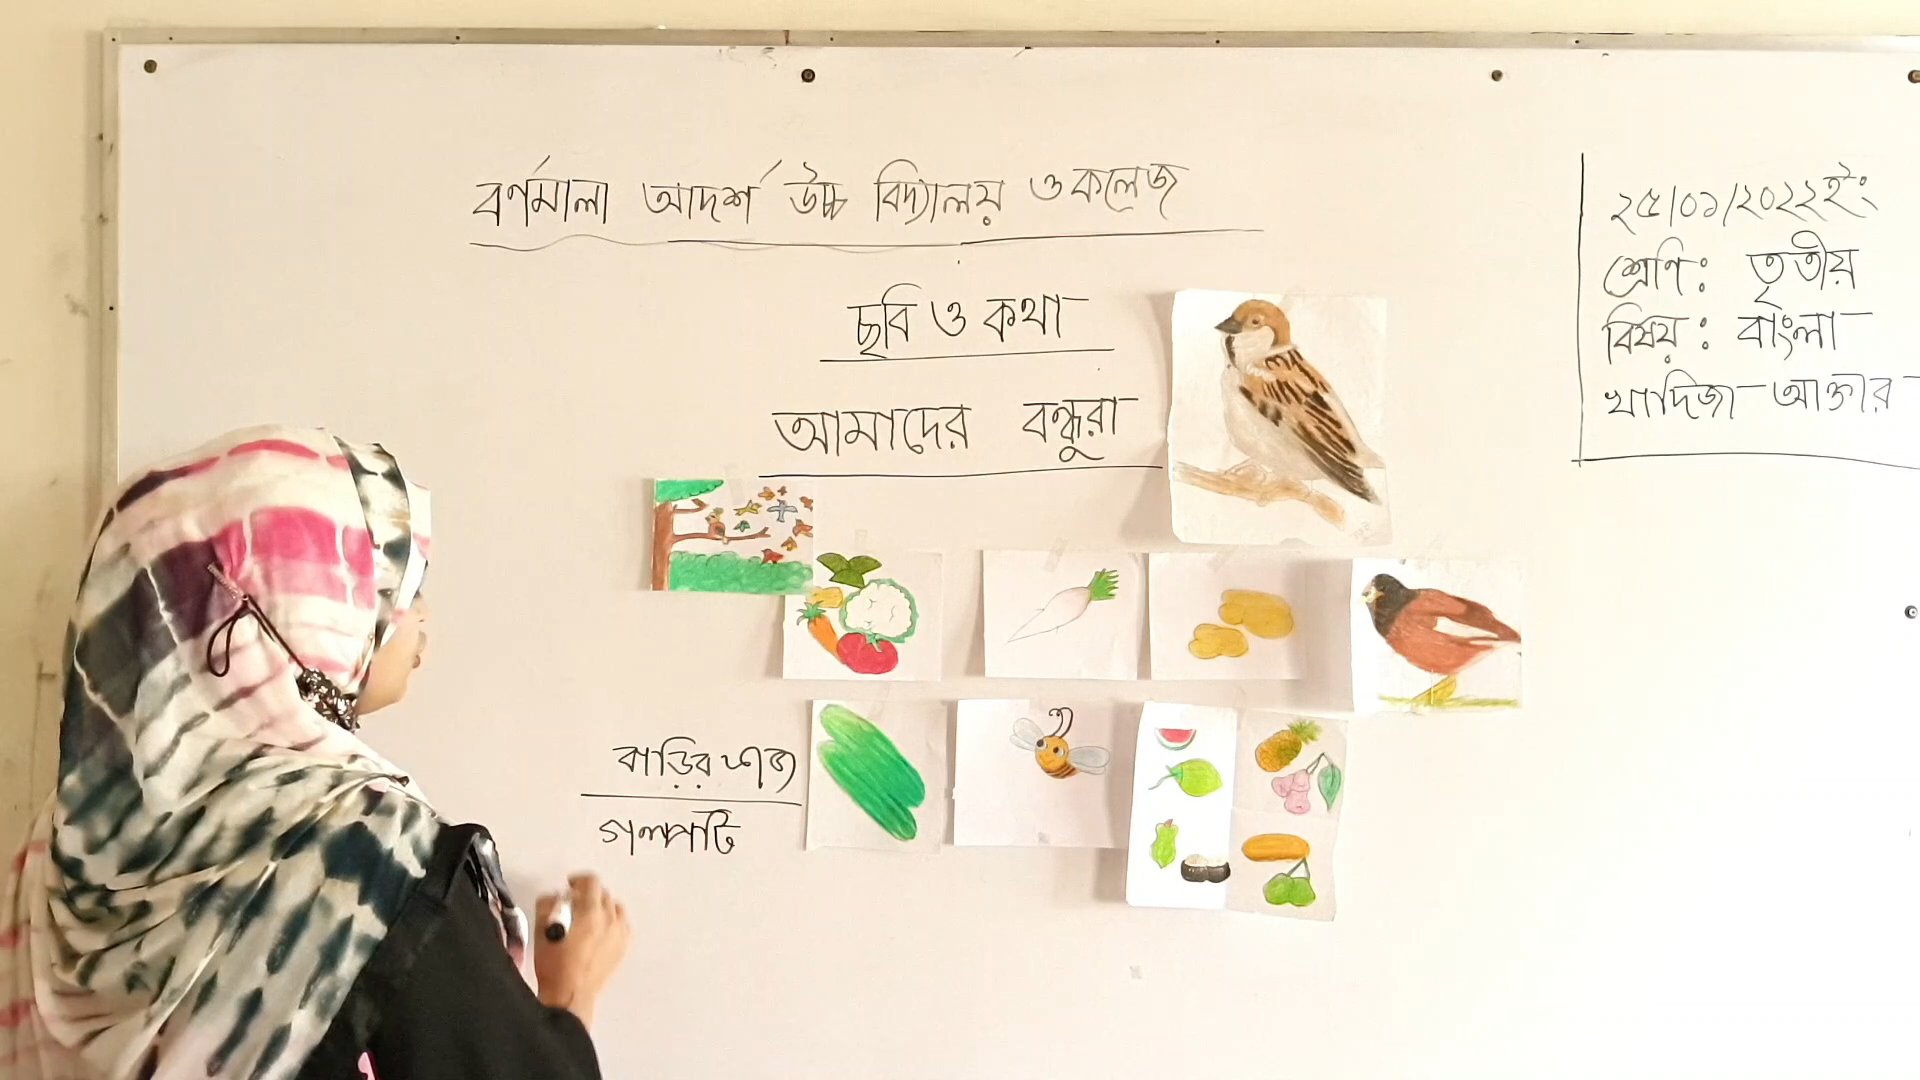 বর্ণমালা আদর্শ উচ্চ বিদ্যালয় ও কলেজ
ছবি ও কথা
আমাদের বন্ধুরা
২৫/০১/২০২২ইং
শ্রেণি: তৃতীয়
বিষয়: বাংলা
খাদিজা আক্তার
বাড়ির কাজ
গল্পটি